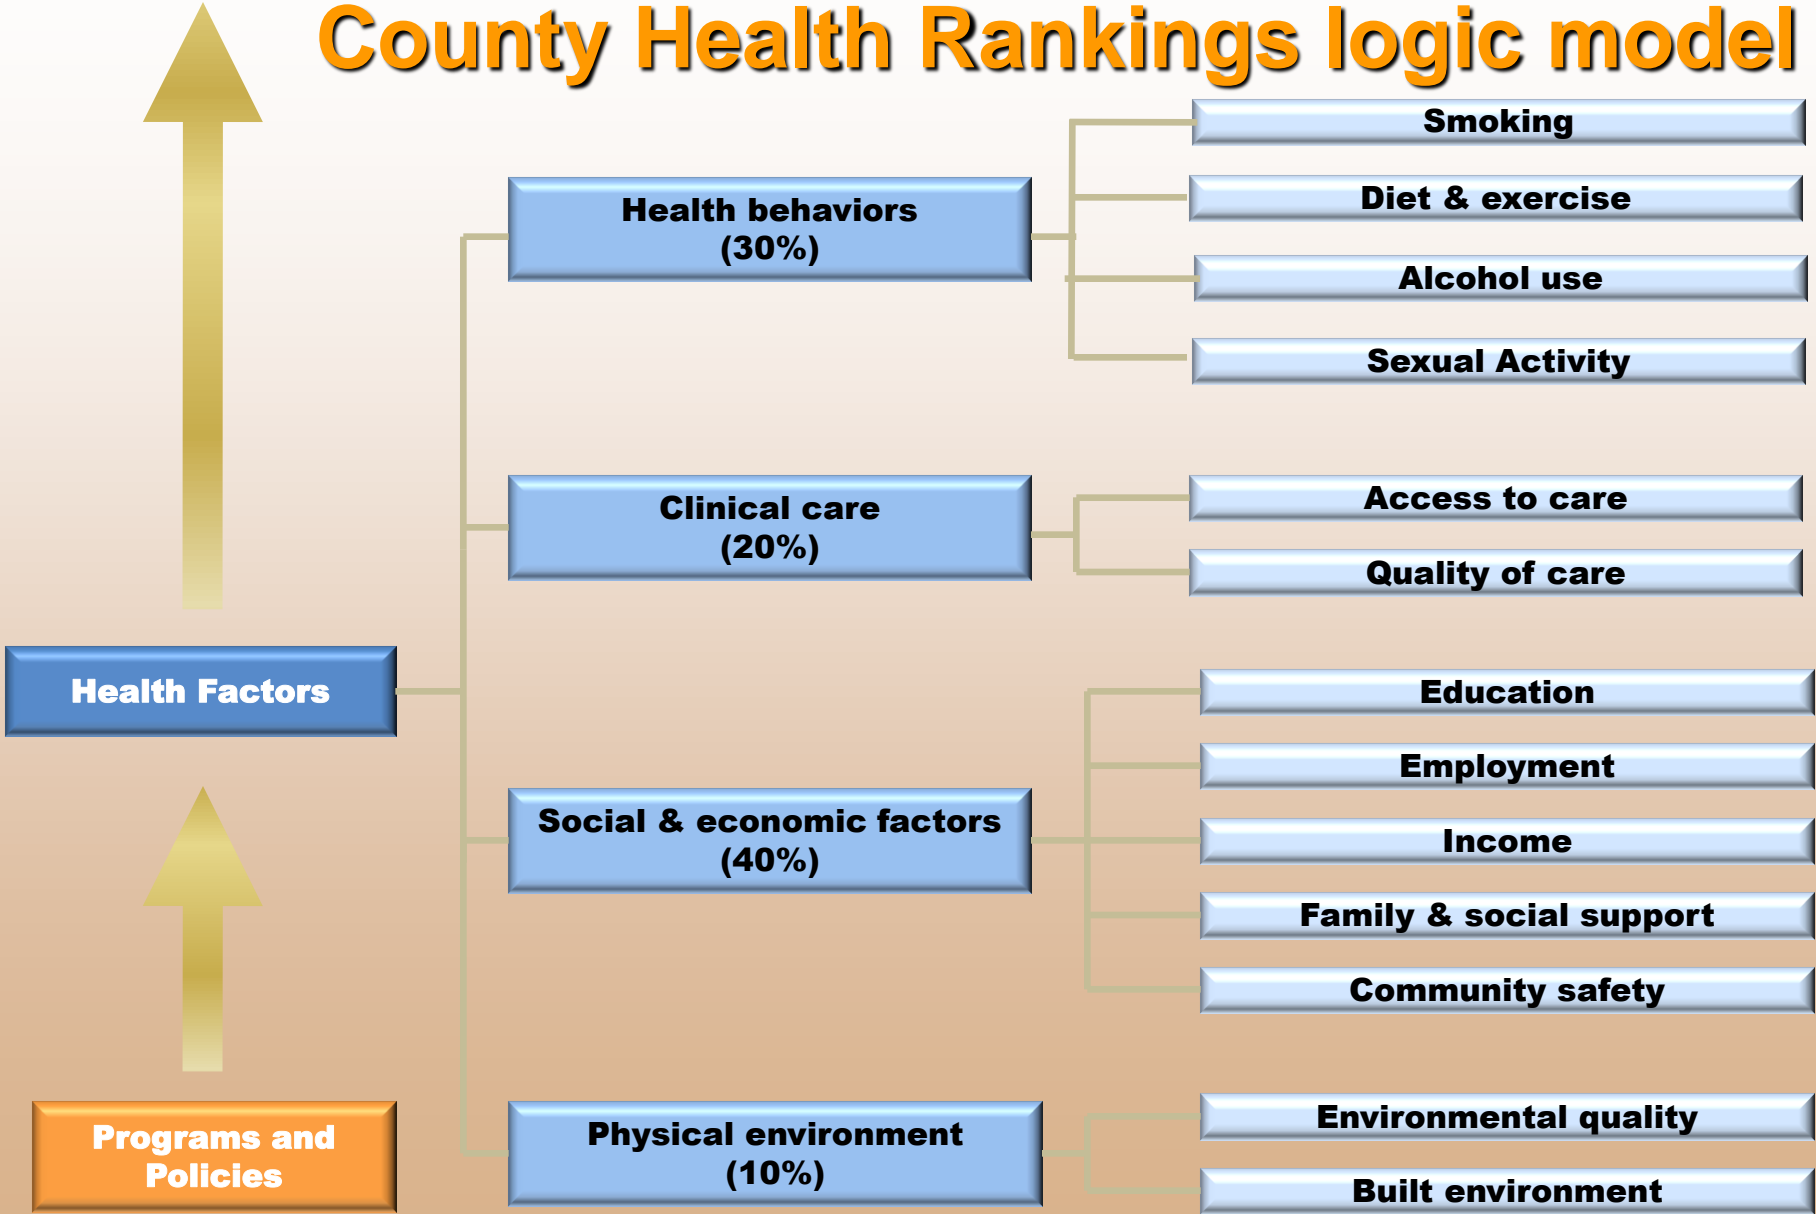 County Health Rankings logic model
Smoking
Health behaviors
(30%)
Diet & exercise
Alcohol use
Sexual Activity
Clinical care
(20%)
Access to care
Quality of care
Health Factors
Education
Employment
Social & economic factors
(40%)
Income
Family & social support
Community safety
Programs and
Policies
Physical environment
(10%)
Environmental quality
Built environment